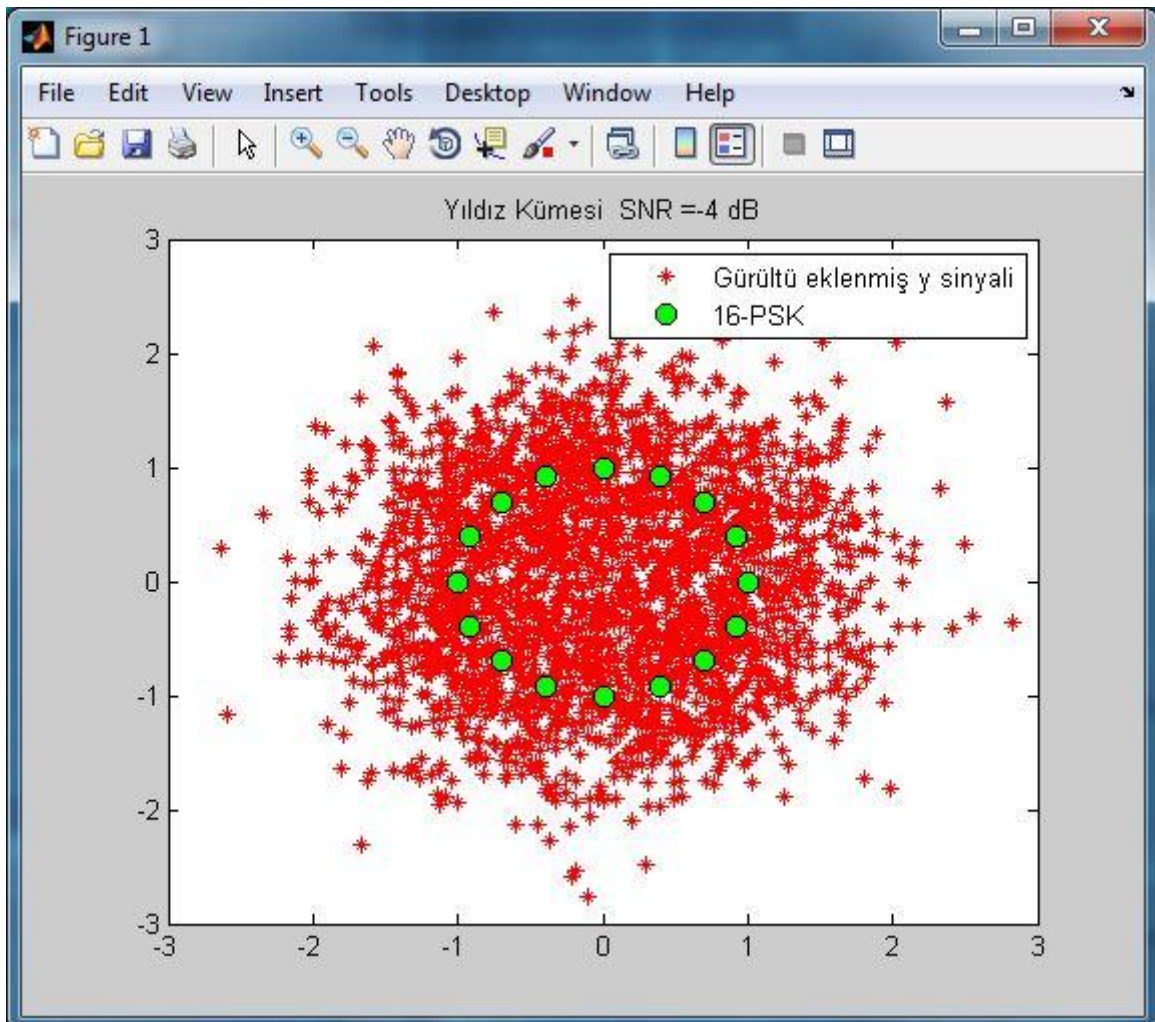 Figure 1
File Edit View Insert Tools Desktop Window Help
Yıldız Kümesi SNR =-4 dB
Gürültü eklenmiş y sinyali
16-PSK
3
2
1
0
-1
-2
-3
-3 -2 -1 0 1 2 3